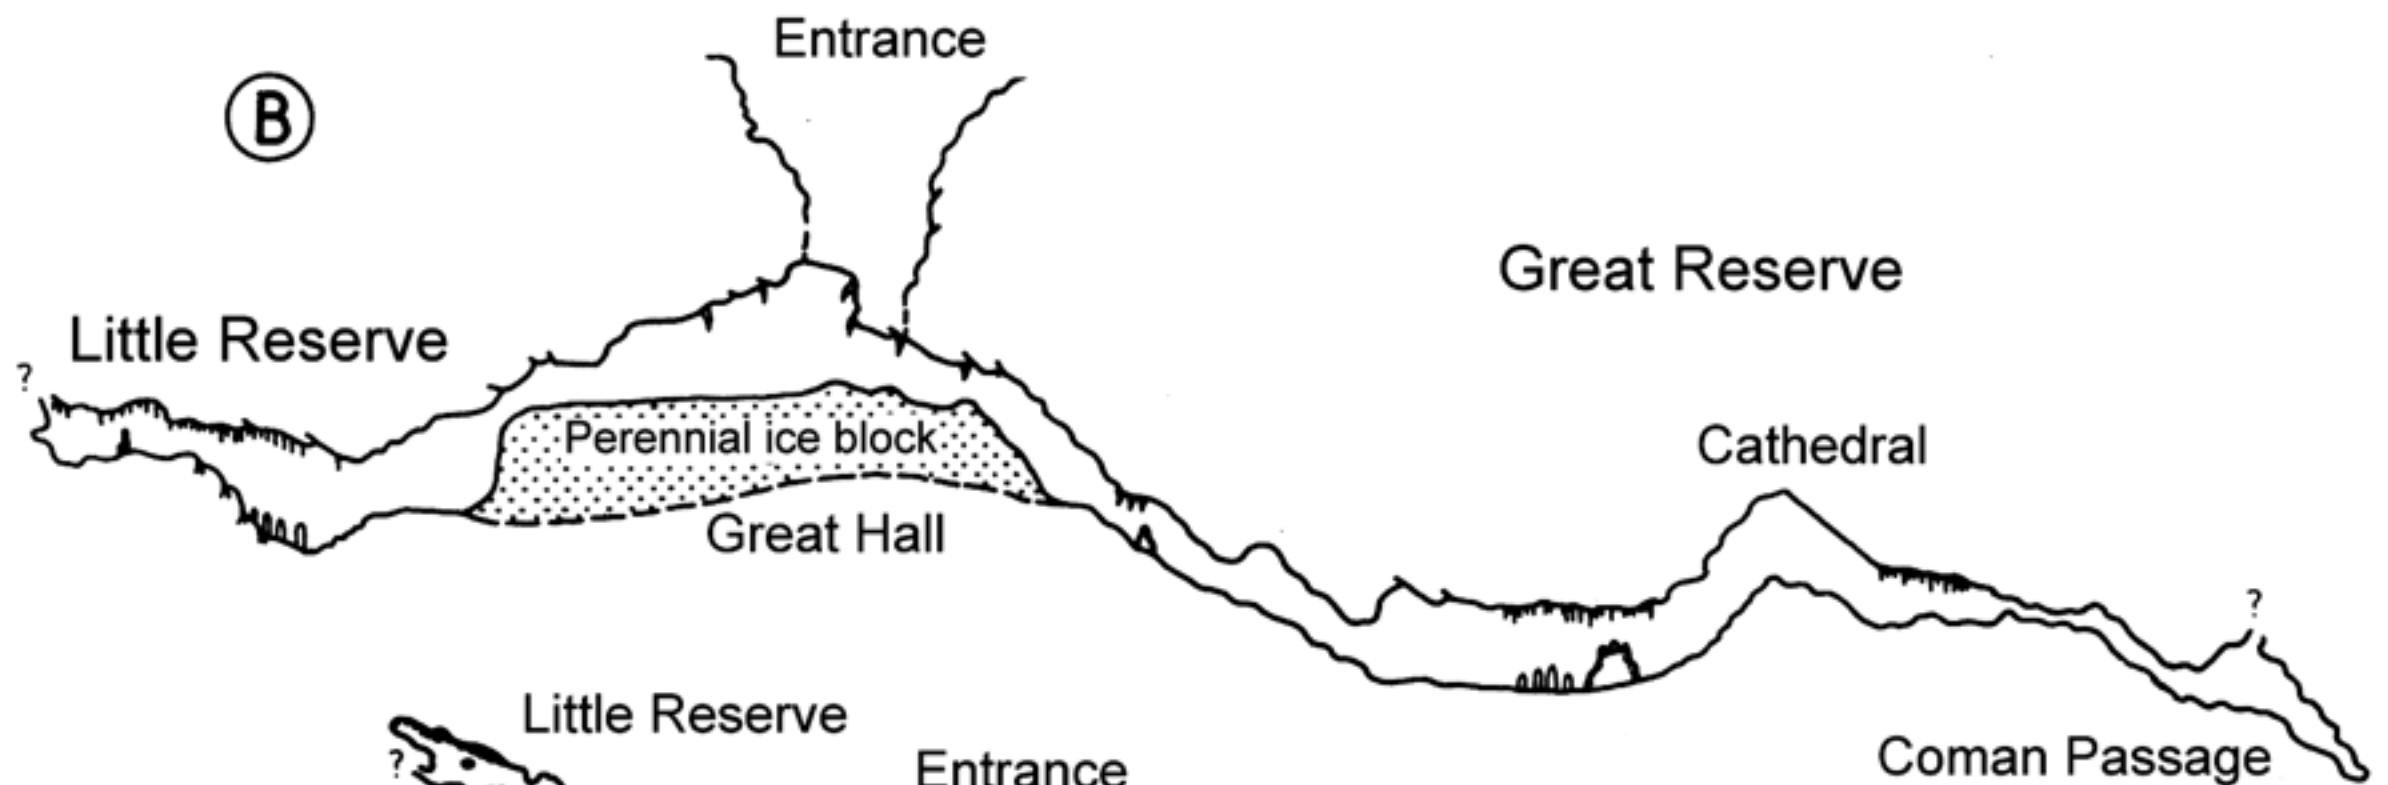 Entrance
B
Great Reserve
Little Reserve
?
Perennial ice block
Cathedral
Great Hall
?
Little Reserve
?
Entrance
Coman Passage